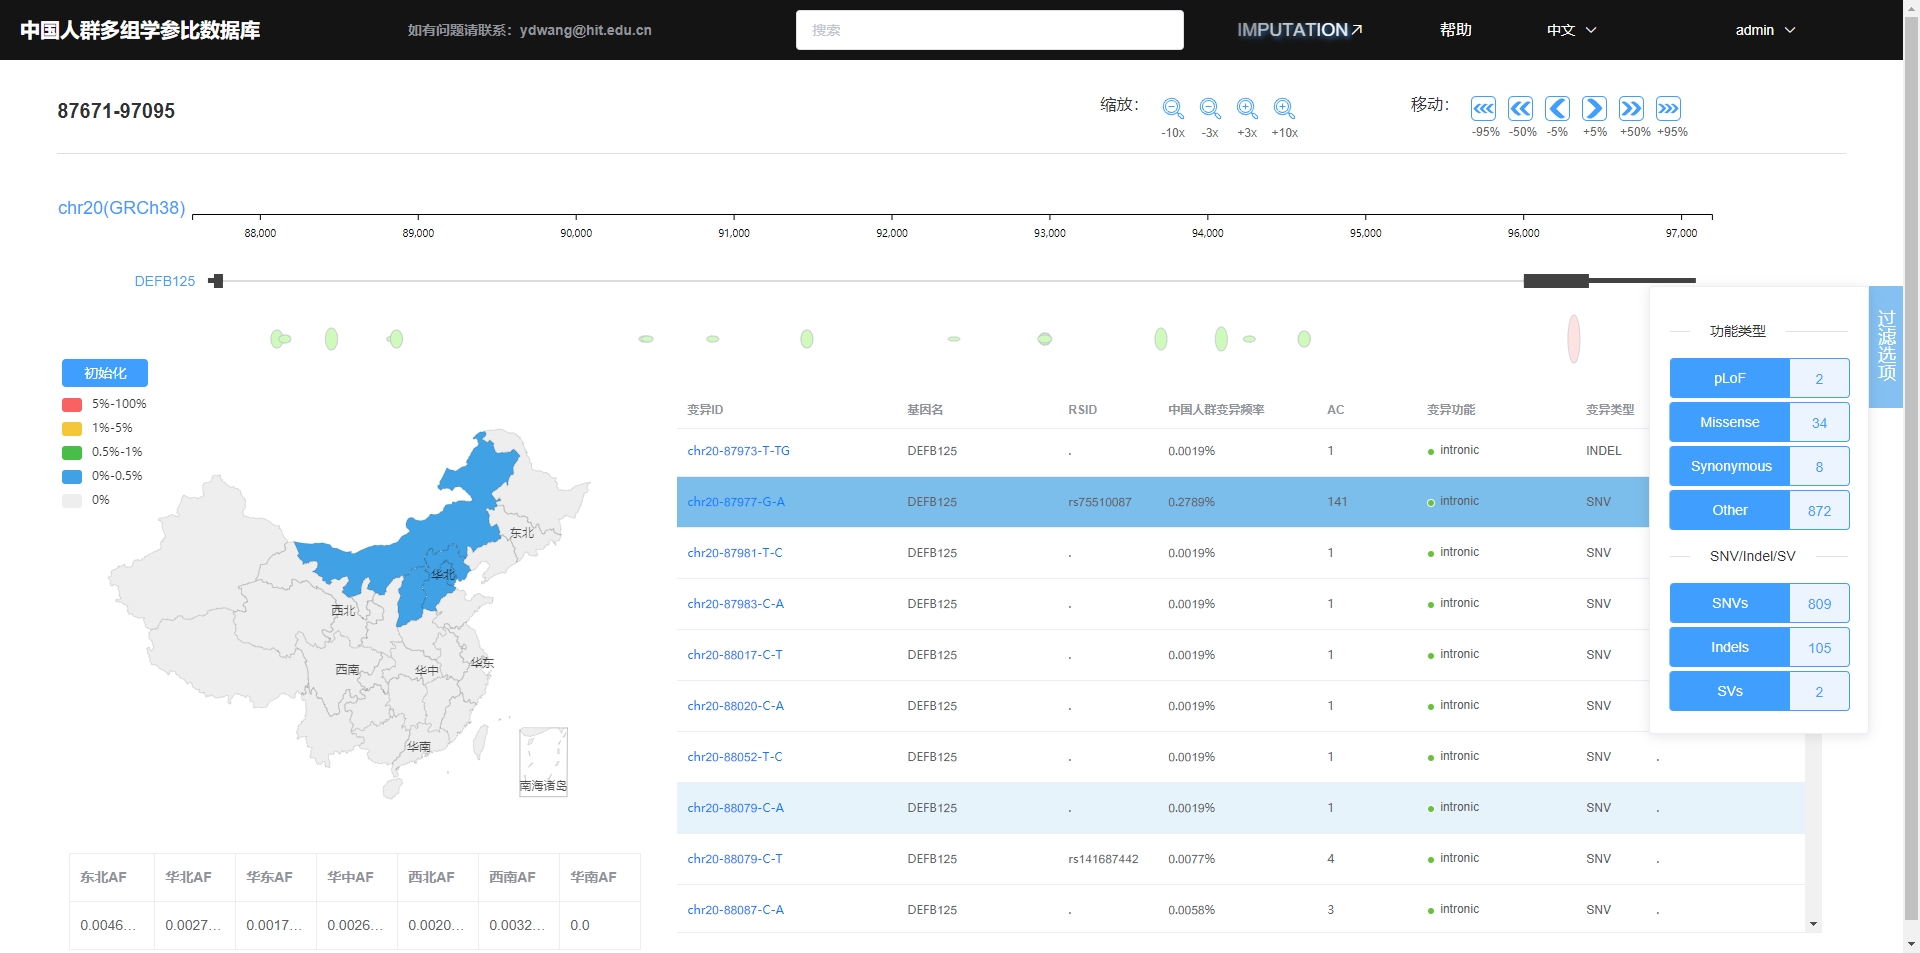 中国人群多组学参比数据库 如有问题请联系：ydwang@hit.edu.cn 搜索 IMPUTATION 帮助 中文 admin
87671-97095 缩放： -10x -3x +3x +10x 移动： -95% -50% -5% +5% +50% +95%
chr20(GRCh38)
88,000 89,000 90,000 91,000 92,000 93,000 94,000 95,000 96,000 97,000
DEFB125
初始化
5%-100%
1%-5%
0.5%-1%
0%-0.5%
0%
东北
华北
西北
西南
华中
华东
华南
南海诸岛
东北AF 华北AF 华东AF 华中AF 西北AF 西南AF 华南AF
0.0046... 0.0027... 0.0017... 0.0026... 0.0020... 0.0032... 0.0
变异ID 基因名 RSID 中国人群变异频率 AC 变异功能 变异类型
chr20-87973-T-TG DEFB125 . 0.0019% 1 intronic INDEL
chr20-87977-G-A DEFB125 rs75510087 0.2789% 141 intronic SNV
chr20-87981-T-C DEFB125 . 0.0019% 1 intronic SNV
chr20-87983-C-A DEFB125 . 0.0019% 1 intronic SNV
chr20-88017-C-T DEFB125 . 0.0019% 1 intronic SNV
chr20-88020-C-A DEFB125 . 0.0019% 1 intronic SNV
chr20-88052-T-C DEFB125 . 0.0019% 1 intronic SNV .
chr20-88079-C-A DEFB125 . 0.0019% 1 intronic SNV .
chr20-88079-C-T DEFB125 rs141687442 0.0077% 4 intronic SNV .
chr20-88087-C-A DEFB125 . 0.0058% 3 intronic SNV .
过滤选项
功能类型
pLoF 2
Missense 34
Synonymous 8
Other 872
SNV/Indel/SV
SNVs 809
Indels 105
SVs 2